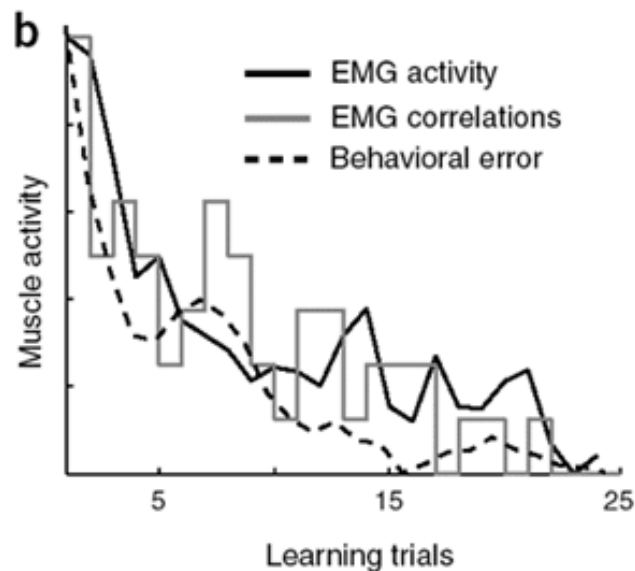 b
EMG activity
EMG correlations
Behavioral error
Muscle activity
5
15
25
Learning trials